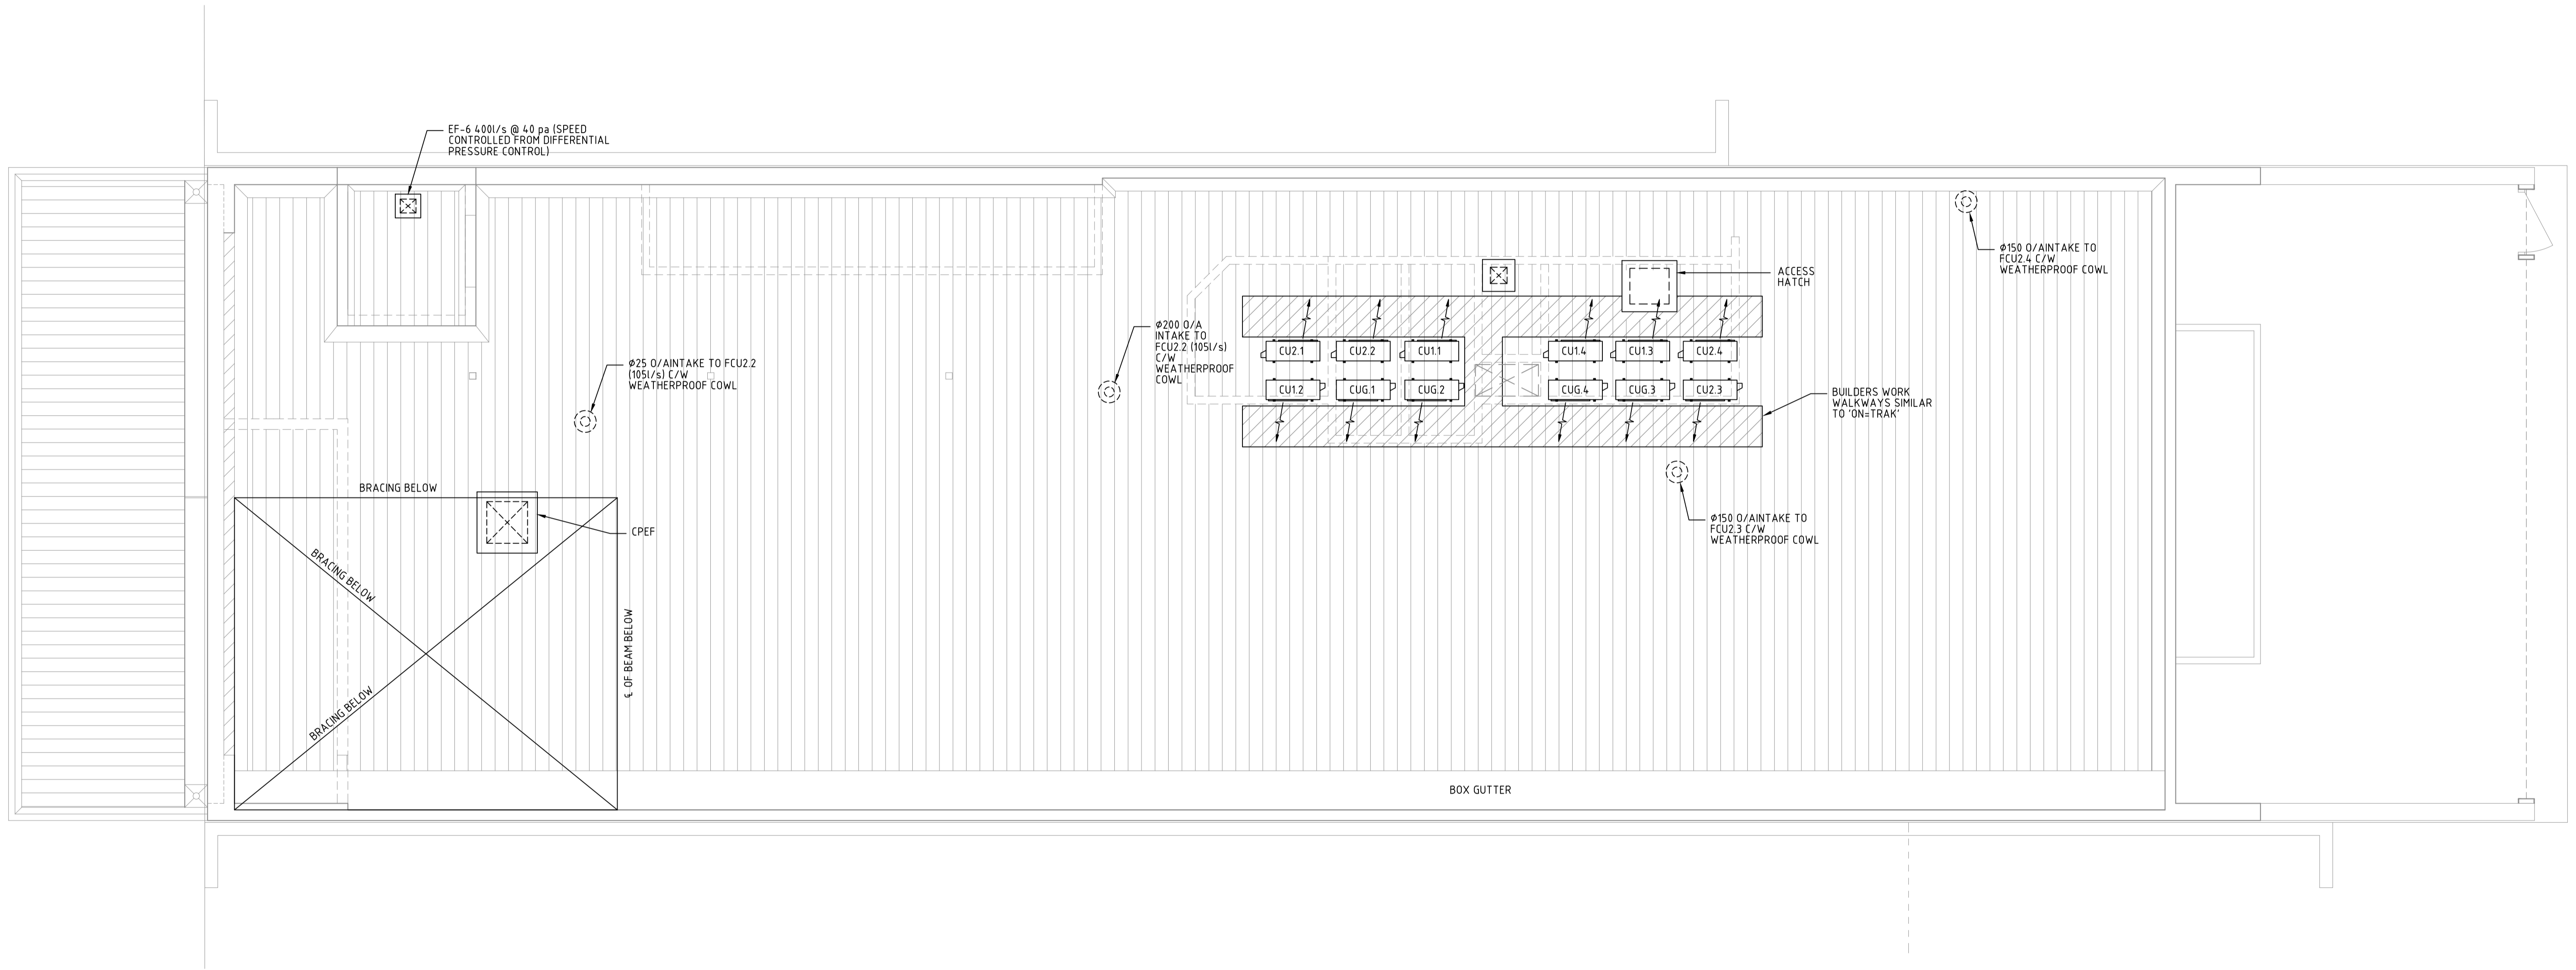 EF-6 400l/s @ 40 pa (SPEED
CONTROLLED FROM DIFFERENTIAL
PRESSURE CONTROL)
Ø150 O/AINTAKE TO
FCU2.4 C/W
WEATHERPROOF COWL
ACCESS
HATCH
Ø200 O/A
INTAKE TO
FCU2.2 (105l/s)
C/W
WEATHERPROOF
COWL
Ø25 O/AINTAKE TO FCU2.2
(105l/s) C/W
WEATHERPROOF COWL
CU2.1
CU2.2
CU1.1
CU1.4
CU1.3
CU2.4
CU1.2
CUG.1
CUG.2
CUG.4
CUG.3
CU2.3
BUILDERS WORK
WALKWAYS SIMILAR
TO 'ON=TRAK'
BRACING BELOW
CPEF
Ø150 O/AINTAKE TO
FCU2.3 C/W
WEATHERPROOF COWL
BRACING BELOW
℄ OF BEAM BELOW
BRACING BELOW
BOX GUTTER